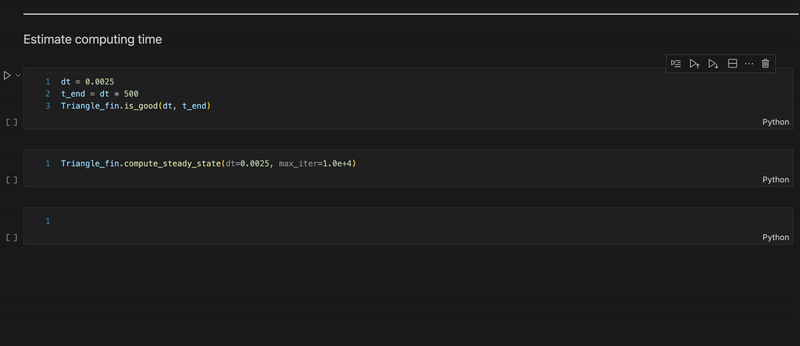 Estimate computing time
1 dt = 0.0025
2 t_end = dt * 500
3 Triangle_fin.is_good(dt, t_end)
[ ]
Python
1 Triangle_fin.compute_steady_state(dt=0.0025, max_iter=1.0e+4)
[ ]
Python
1
[ ]
Python